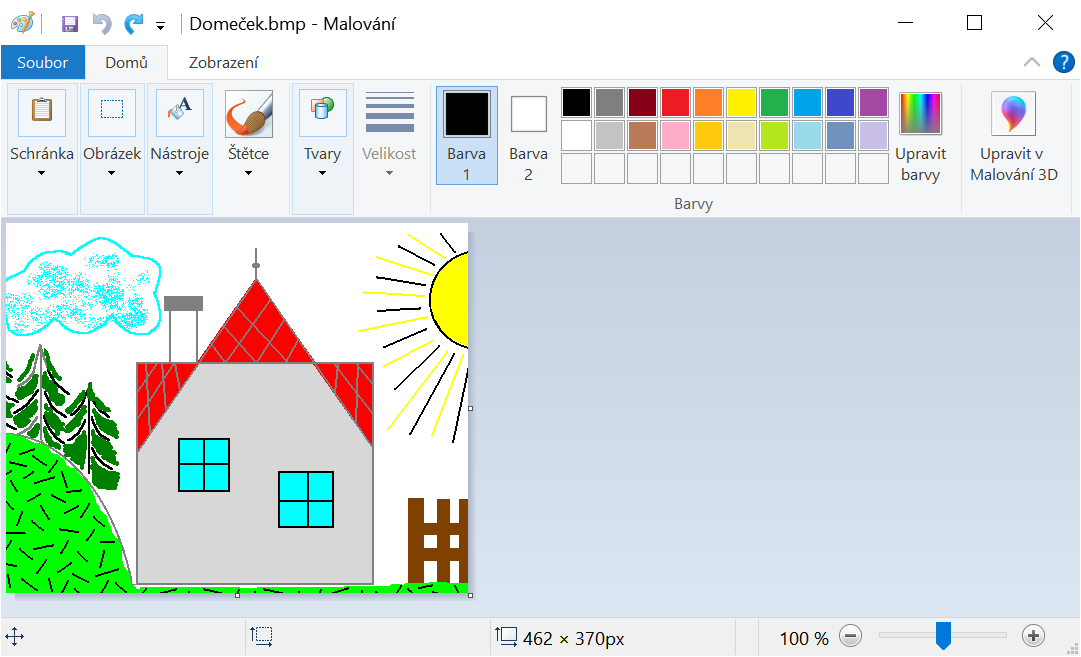 Domeček.bmp - Malování
Soubor
Domů
Zobrazení
?
Schránka
Obrázek
Nástroje
Štětce
Tvary
Velikost
Barva
1
Barva
2
Upravit
barvy
Upravit v
Malování 3D
Barvy
462 × 370px
100 %